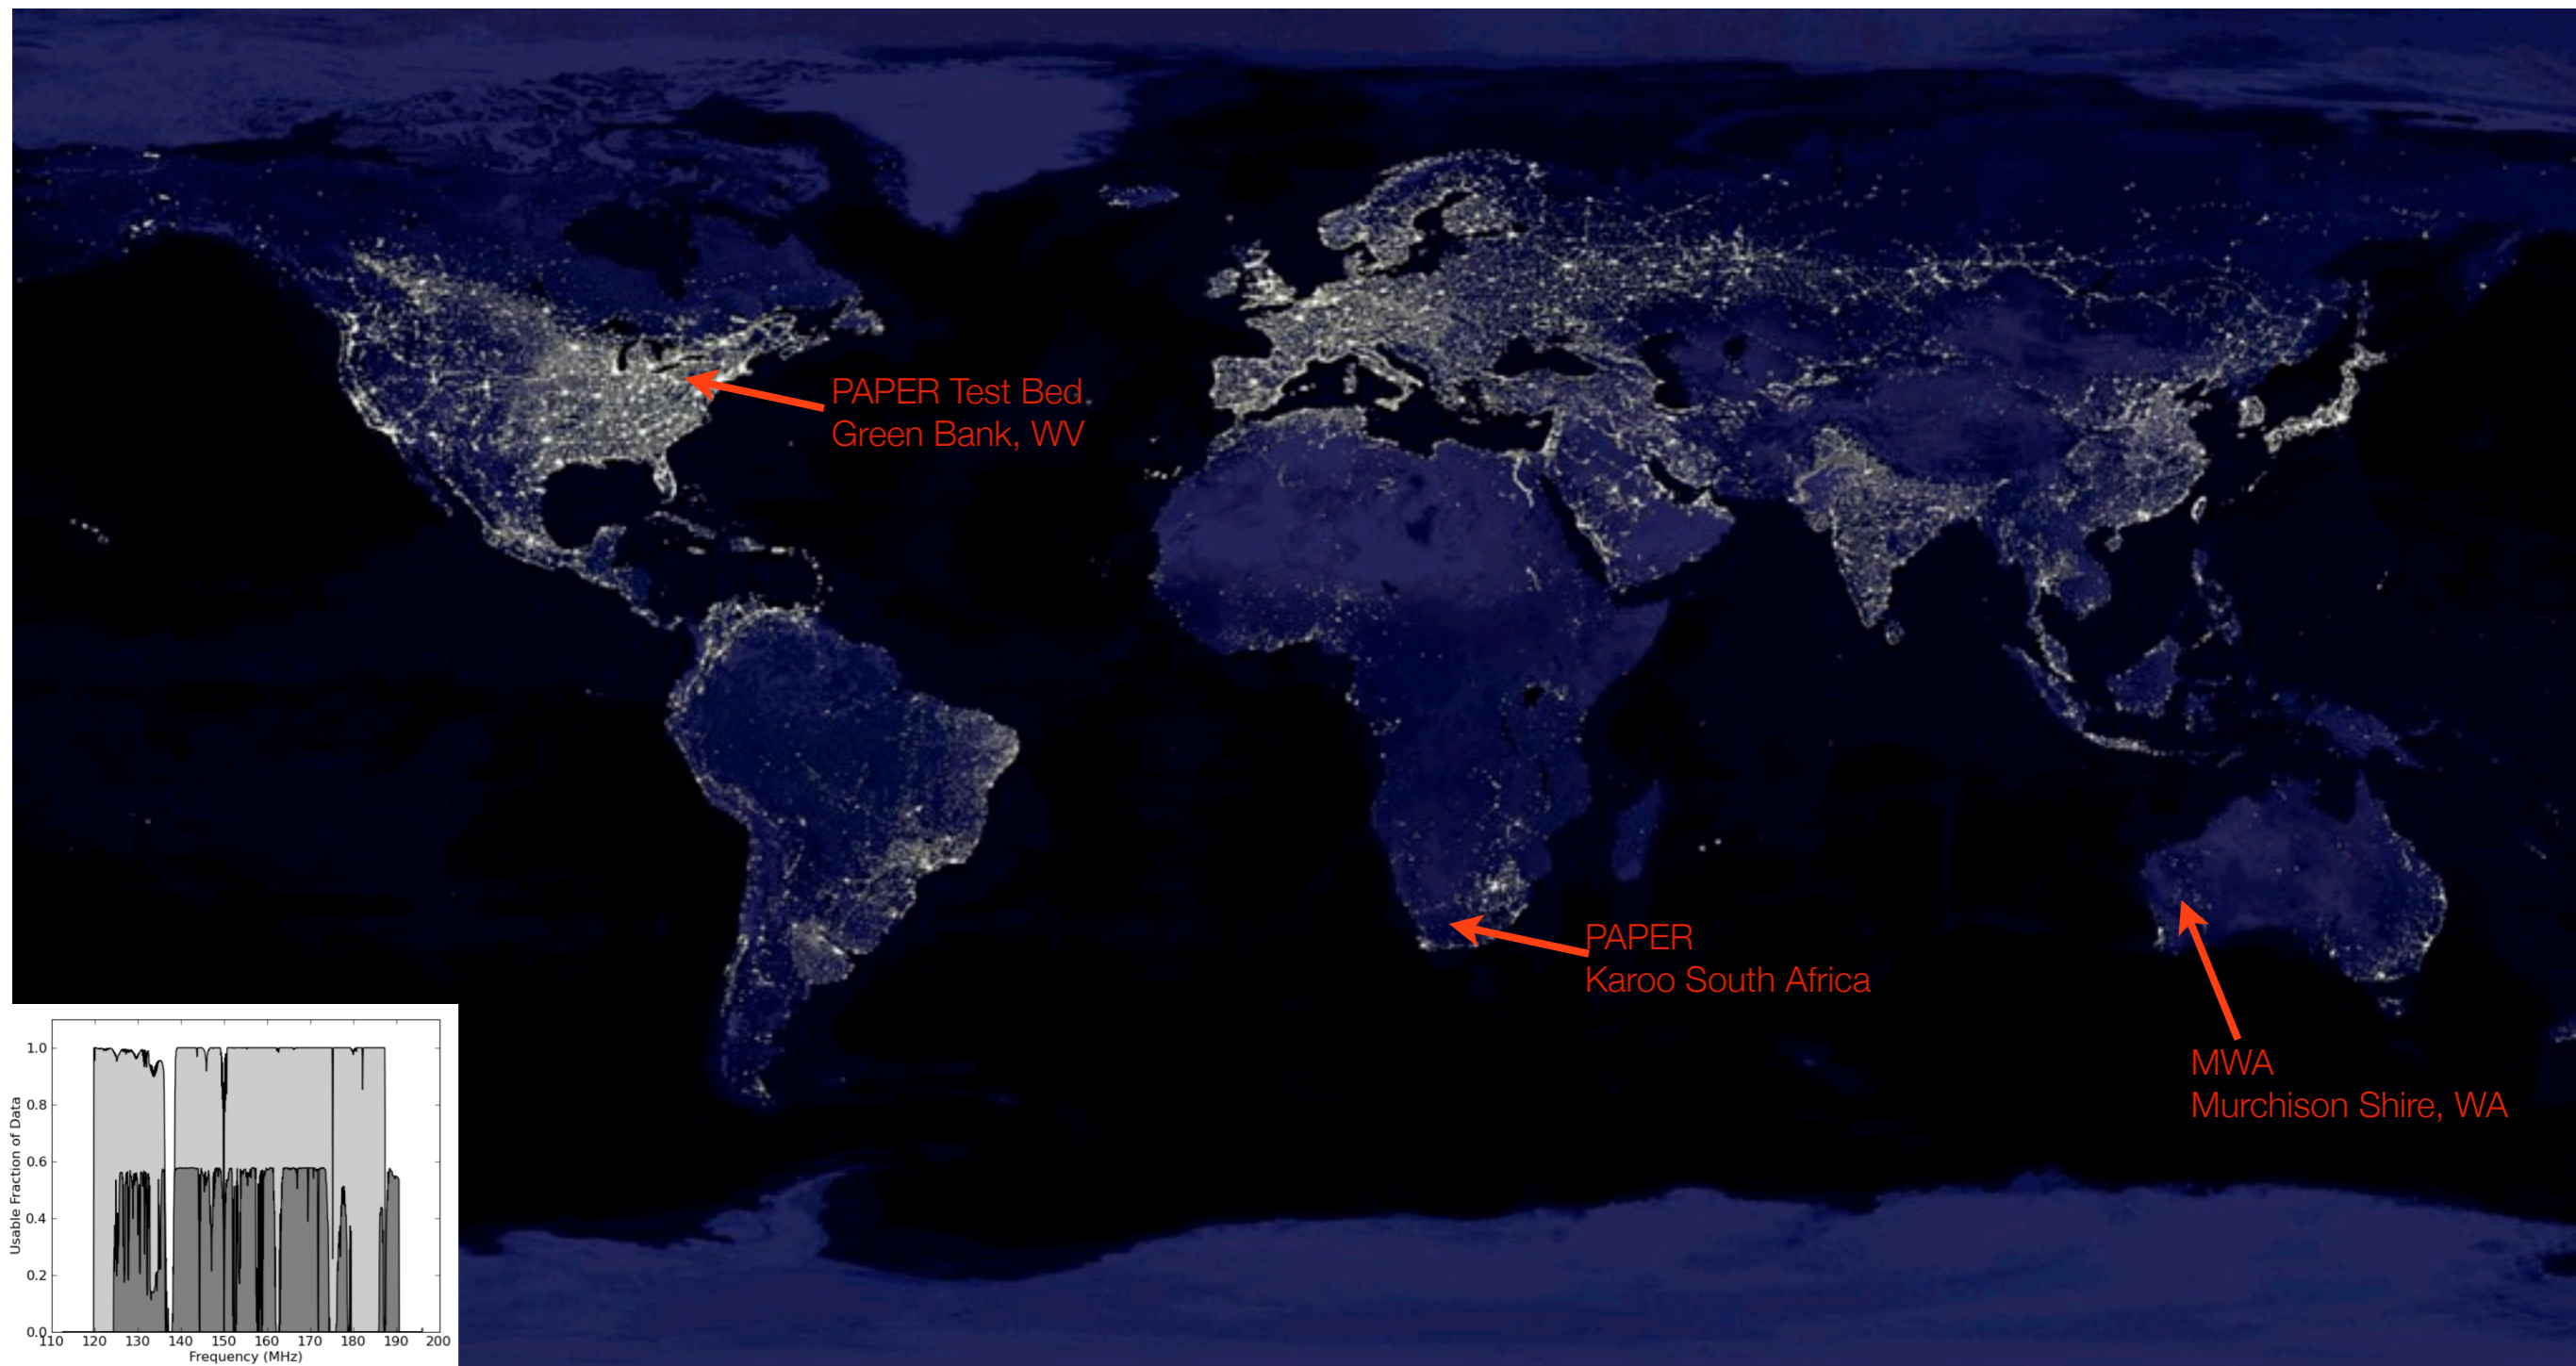 PAPER Test Bed
Green Bank, WV
PAPER
Karoo South Africa
MWA
Murchison Shire, WA
Usable Fraction of Data
1.0
0.8
0.6
0.4
0.2
0.0
110 120 130 140 150 160 170 180 190 200
Frequency (MHz)